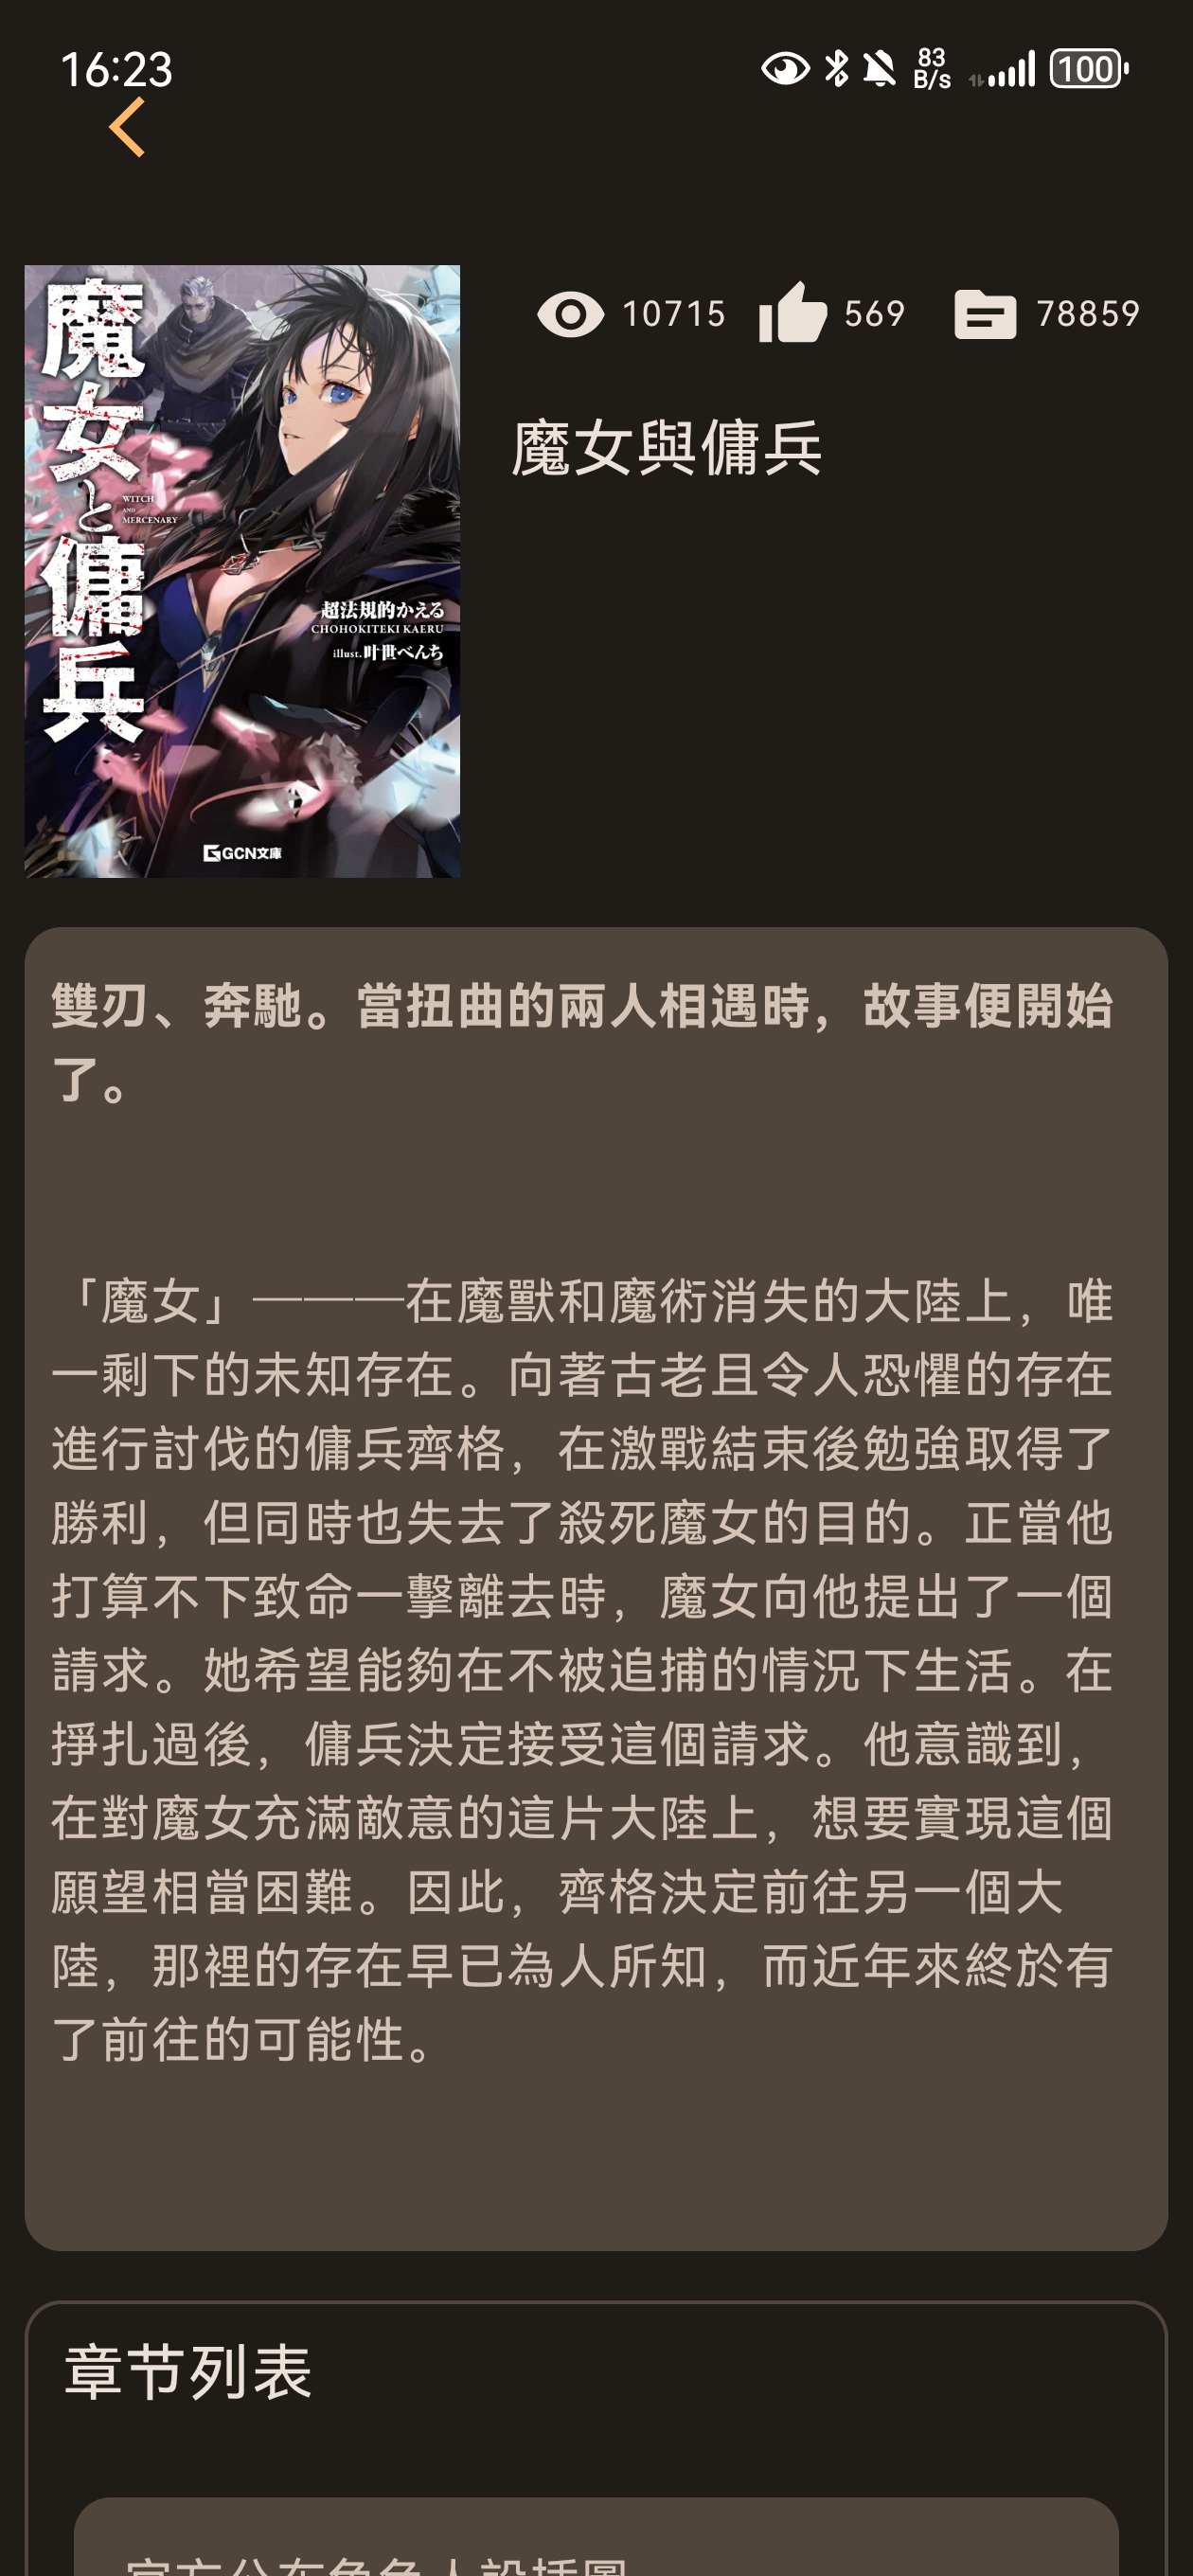 16:23
83
B/s
100
10715
569
78859
魔女と傭兵
WITCH
AND
MERCENARY
超法規的かえる
CHOHOKITEKI KAERU
illust.叶世べんち
GCN文庫
魔女與傭兵
雙刃、奔馳。當扭曲的兩人相遇時，故事便開始
了。
「魔女」———在魔獸和魔術消失的大陸上，唯
一剩下的未知存在。向著古老且令人恐懼的存在
進行討伐的傭兵齊格，在激戰結束後勉強取得了
勝利，但同時也失去了殺死魔女的目的。正當他
打算不下致命一擊離去時，魔女向他提出了一個
請求。她希望能夠在不被追捕的情況下生活。在
掙扎過後，傭兵決定接受這個請求。他意識到，
在對魔女充滿敵意的這片大陸上，想要實現這個
願望相當困難。因此，齊格決定前往另一個大
陸，那裡的存在早已為人所知，而近年來終於有
了前往的可能性。
章节列表
官方公布角色人設插圖